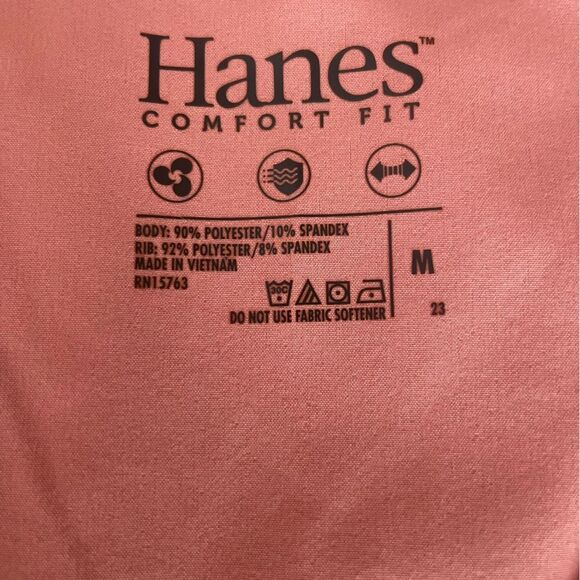 Hanes™
COMFORT FIT
BODY: 90% POLYESTER/10% SPANDEX
RIB: 92% POLYESTER/8% SPANDEX
MADE IN VIETNAM
RN15763
M
30C
DO NOT USE FABRIC SOFTENER
23